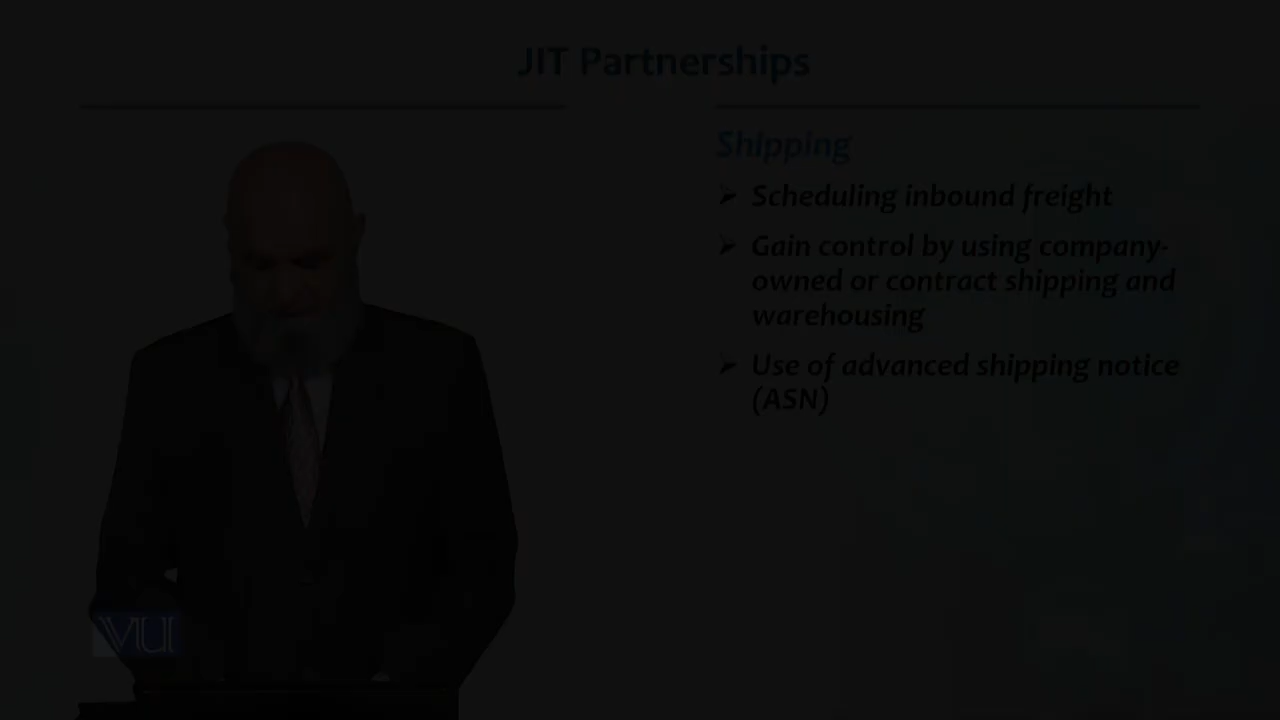 JIT Partnerships
Shipping
Scheduling inbound freight
Gain control by using company-
owned or contract shipping and
warehousing
Use of advanced shipping notice
(ASN)
VU